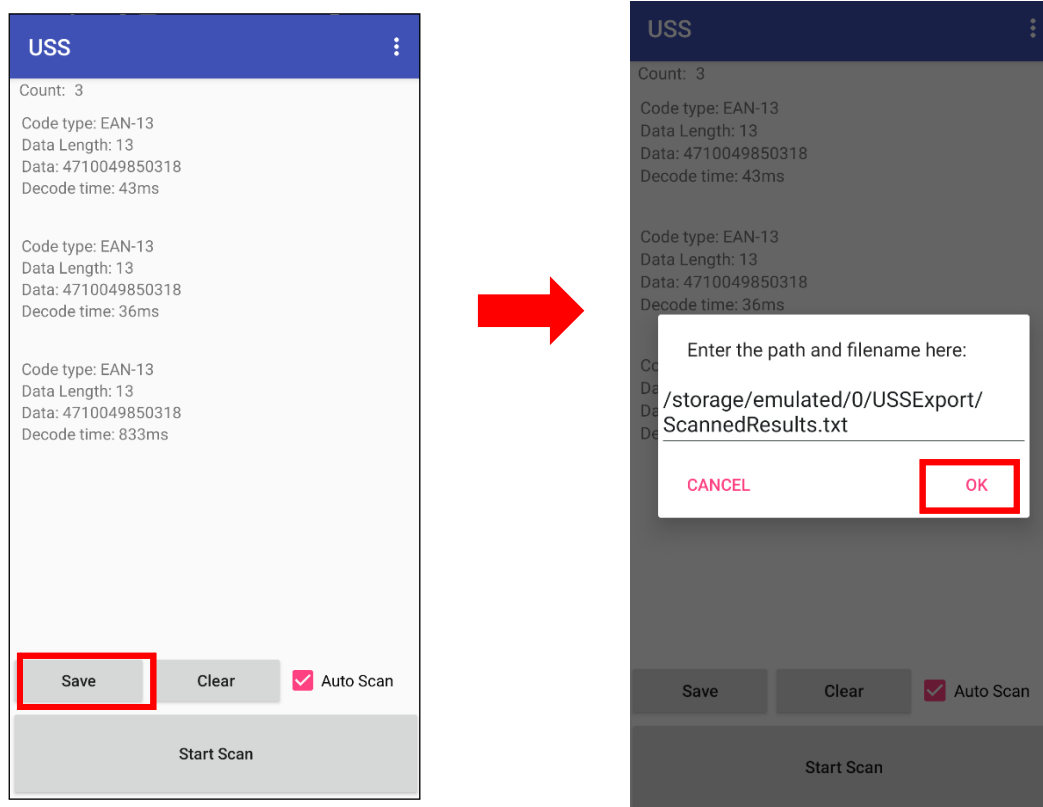 USS
Count: 3
Code type: EAN-13
Data Length: 13
Data: 4710049850318
Decode time: 43ms
Code type: EAN-13
Data Length: 13
Data: 4710049850318
Decode time: 36ms
Code type: EAN-13
Data Length: 13
Data: 4710049850318
Decode time: 833ms
Save
Clear
Auto Scan
Start Scan
USS
Count: 3
Code type: EAN-13
Data Length: 13
Data: 4710049850318
Decode time: 43ms
Code type: EAN-13
Data Length: 13
Data: 4710049850318
Decode time: 36ms
Co
Da
Da
De
Enter the path and filename here:
/storage/emulated/0/USSExport/
ScannedResults.txt
CANCEL
OK
Save
Clear
Auto Scan
Start Scan